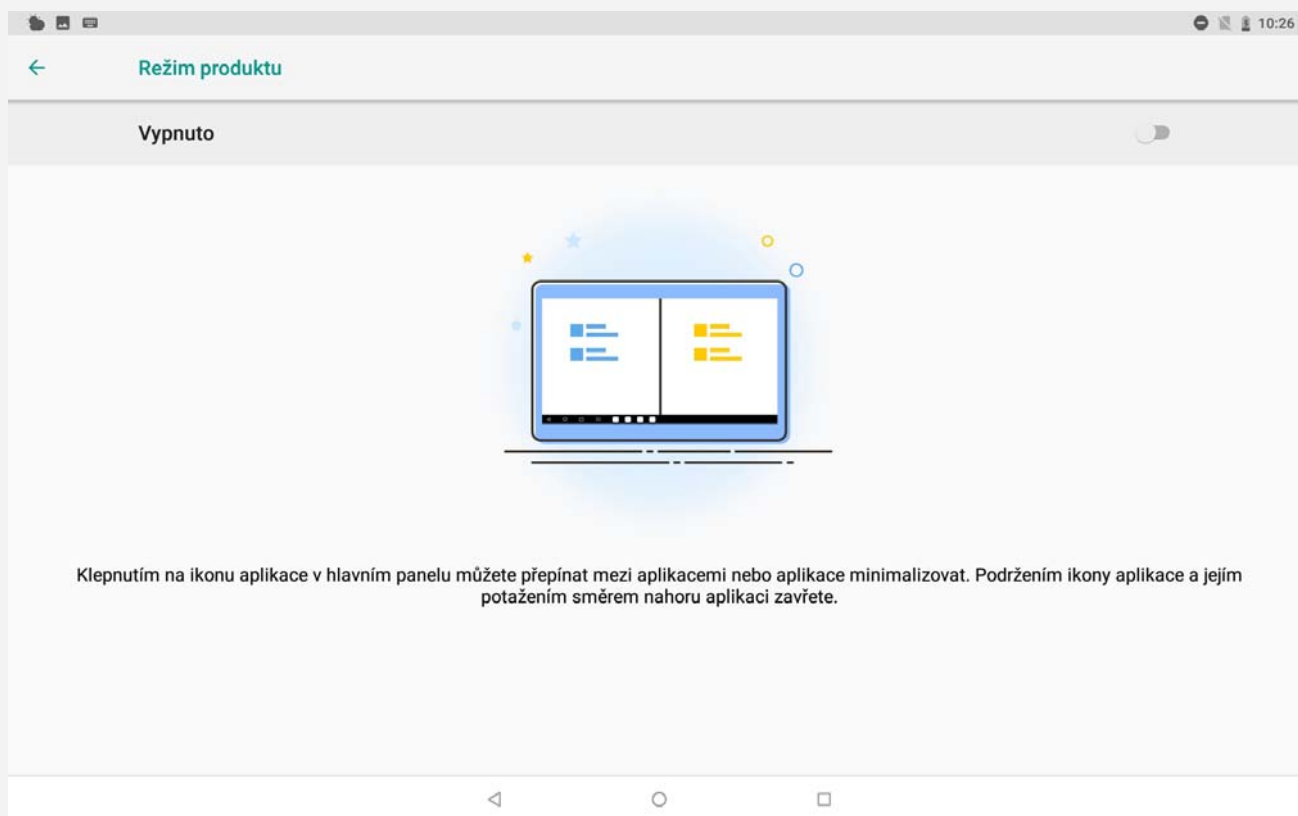 10:26
Režim produktu
Vypnuto
Klepnutím na ikonu aplikace v hlavním panelu můžete přepínat mezi aplikacemi nebo aplikace minimalizovat. Podržením ikony aplikace a jejím
potažením směrem nahoru aplikaci zavřete.